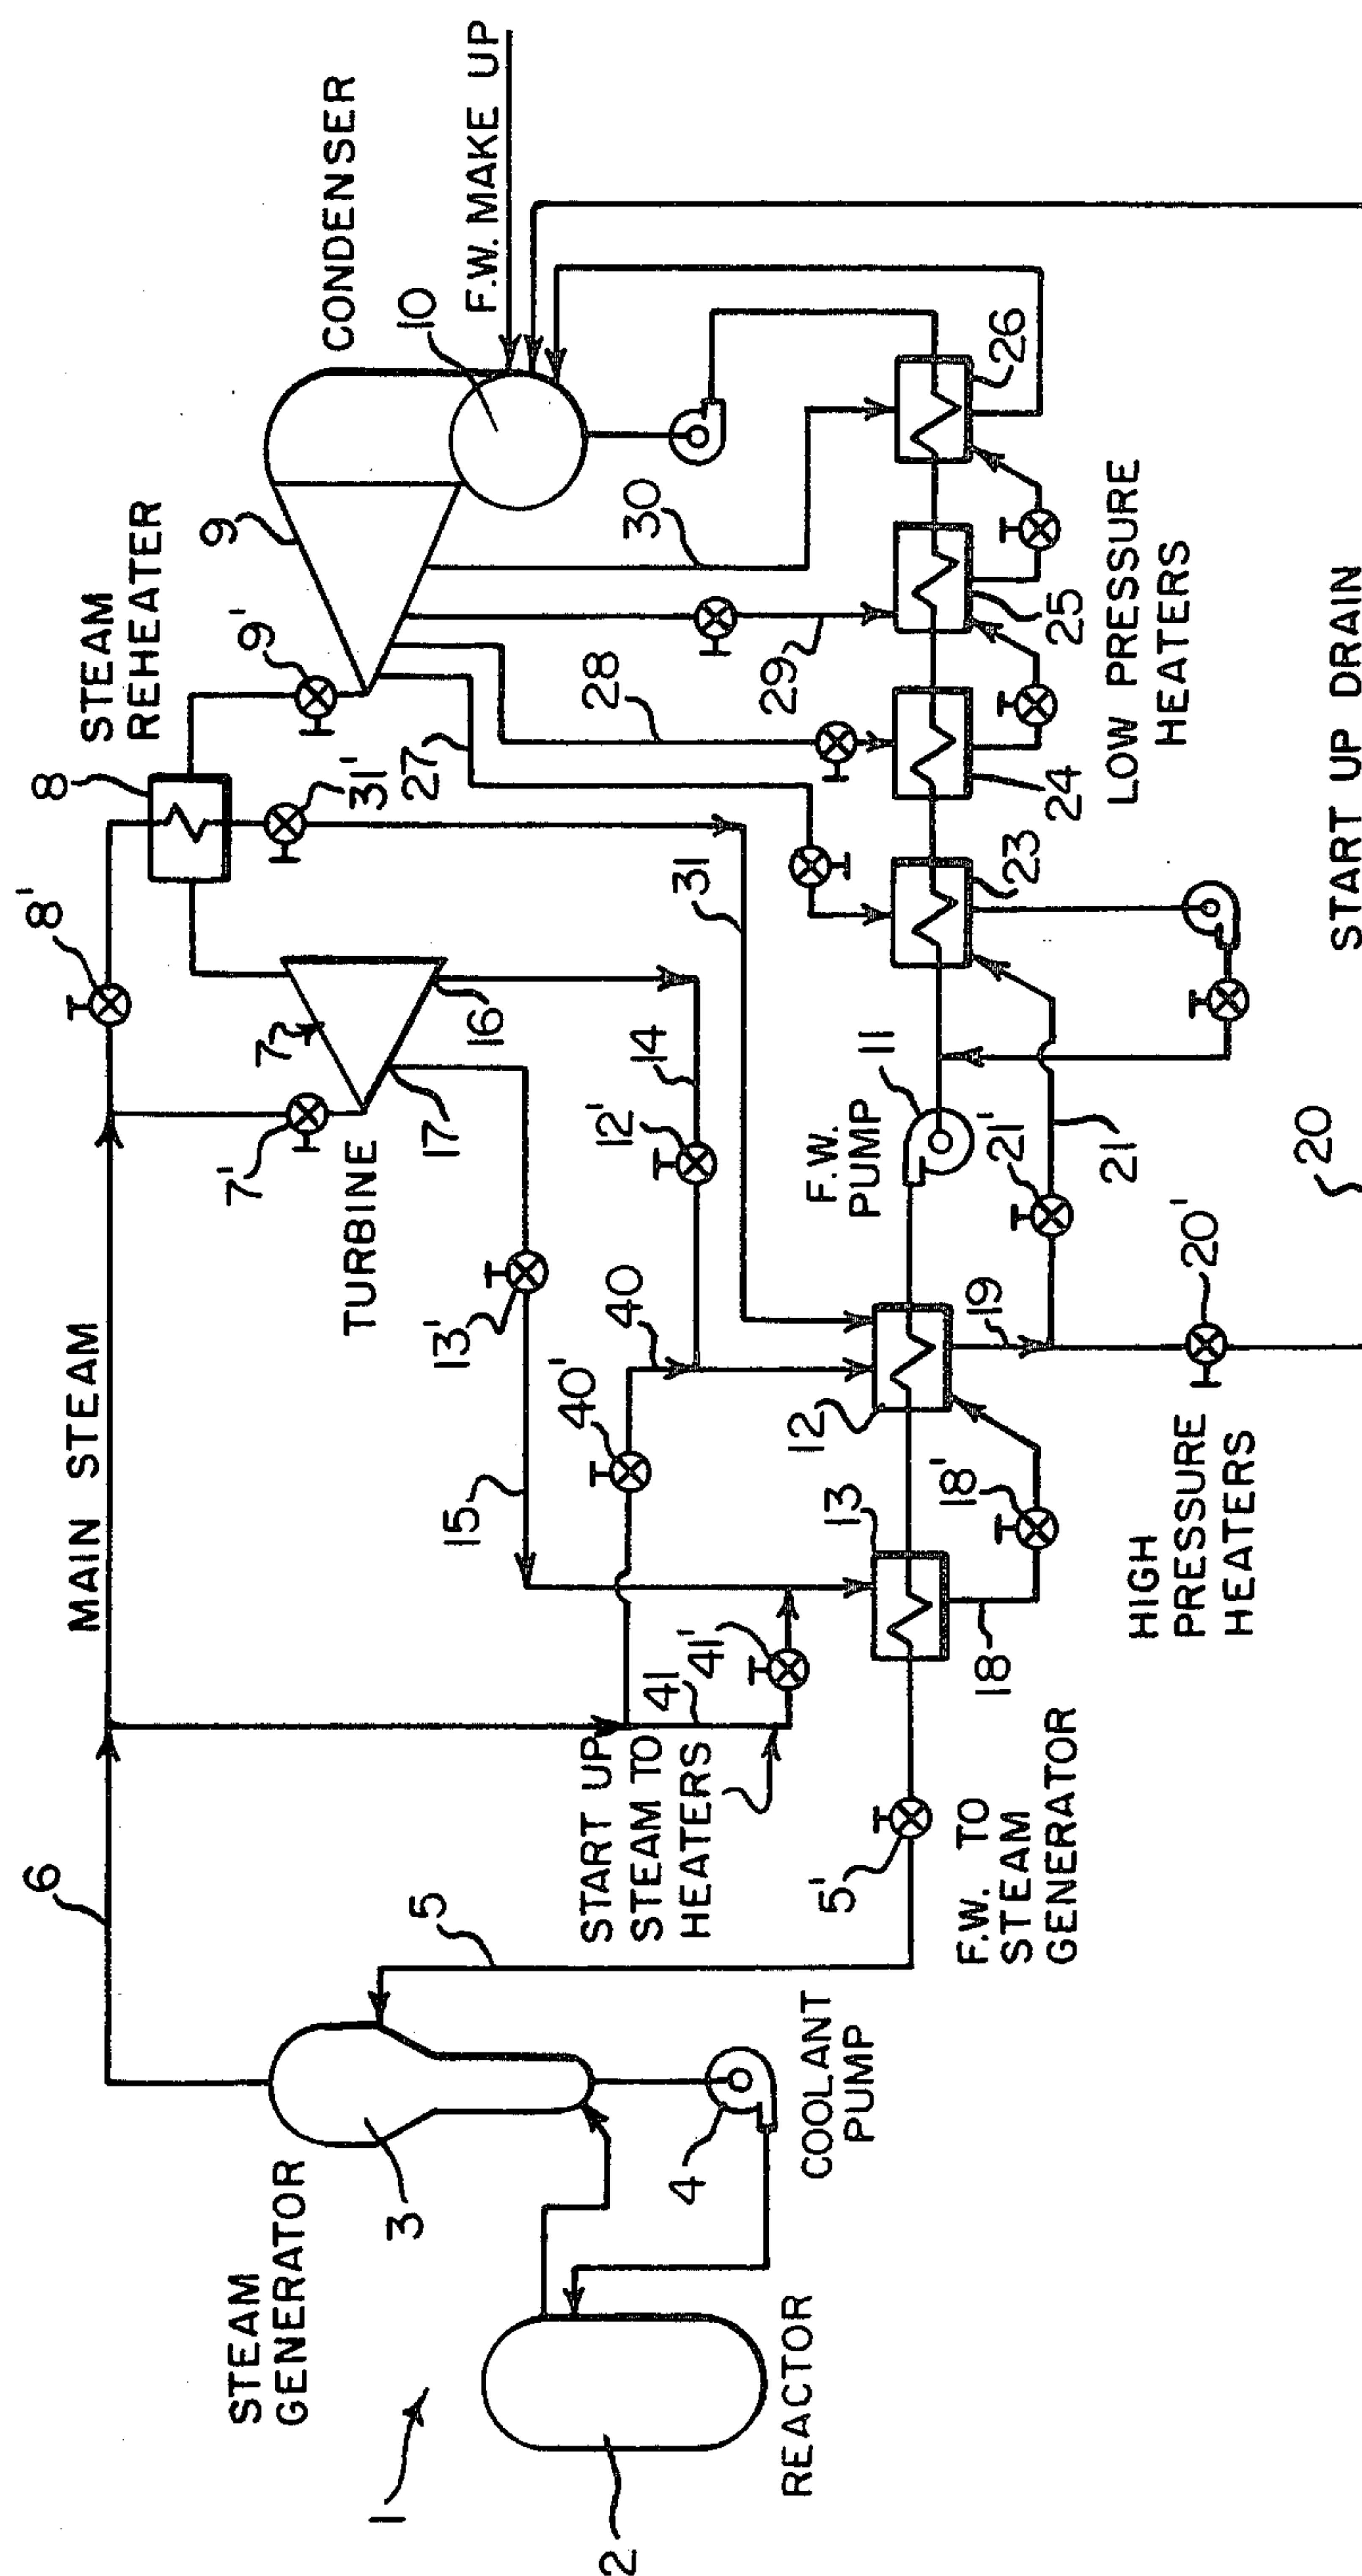 MAIN STEAM
6
8'
8
STEAM
REHEATER
9'
9
CONDENSER
10
F.W. MAKE UP
7'
7
TURBINE
17
16
31'
27
28
29
30
31
STEAM
GENERATOR
3
5
1
2
REACTOR
4
COOLANT
PUMP
START UP
STEAM TO
HEATERS
41
41'
15
13'
40'
40
14
12'
5'
F.W. TO
STEAM
GENERATOR
13
18
18'
12
19
F.W.
PUMP
11
21'
21
23
24
25
26
LOW PRESSURE
HEATERS
HIGH
PRESSURE
HEATERS
20'
20
START UP DRAIN